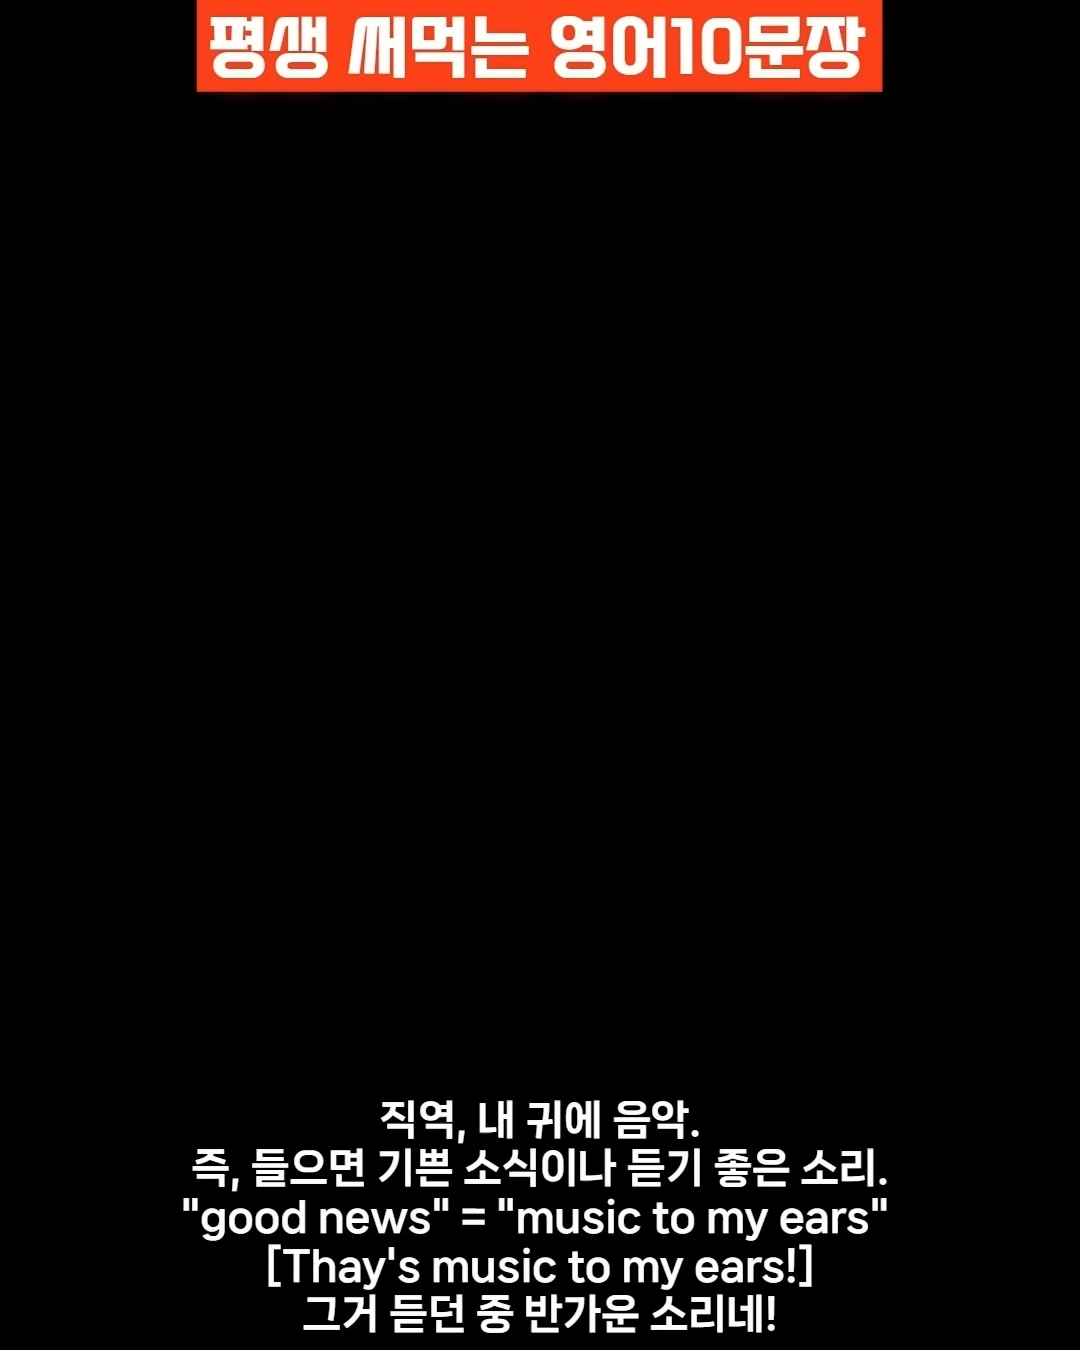 평생 써먹는 영어10문장
직역, 내 귀에 음악.
즉, 들으면 기쁜 소식이나 듣기 좋은 소리.
"good news" = "music to my ears"
[Thay's music to my ears!]
그거 듣던 중 반가운 소리네!